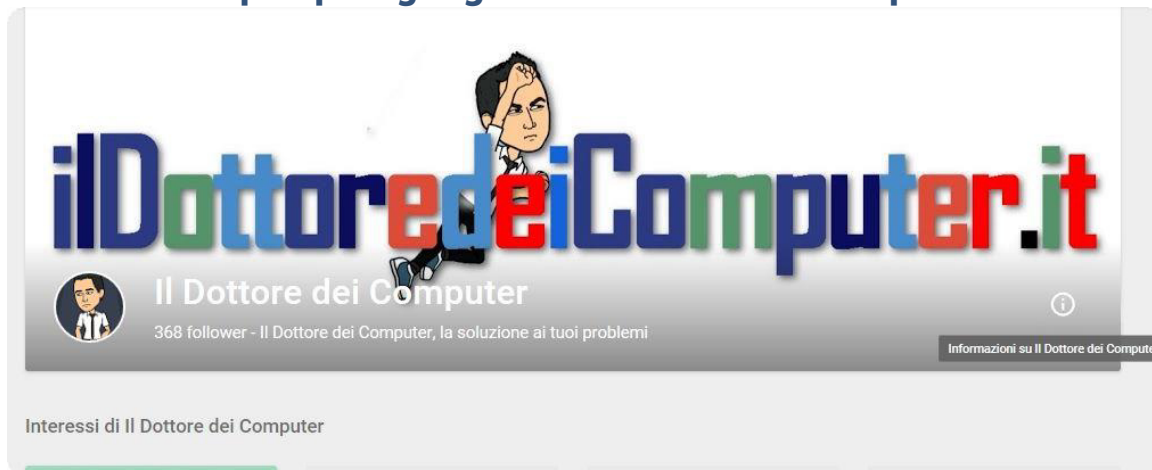 ilDottoredeiComputer.it
Il Dottore dei Computer
368 follower - Il Dottore dei Computer, la soluzione ai tuoi problemi
Informazioni su Il Dottore dei Compute
Interessi di Il Dottore dei Computer